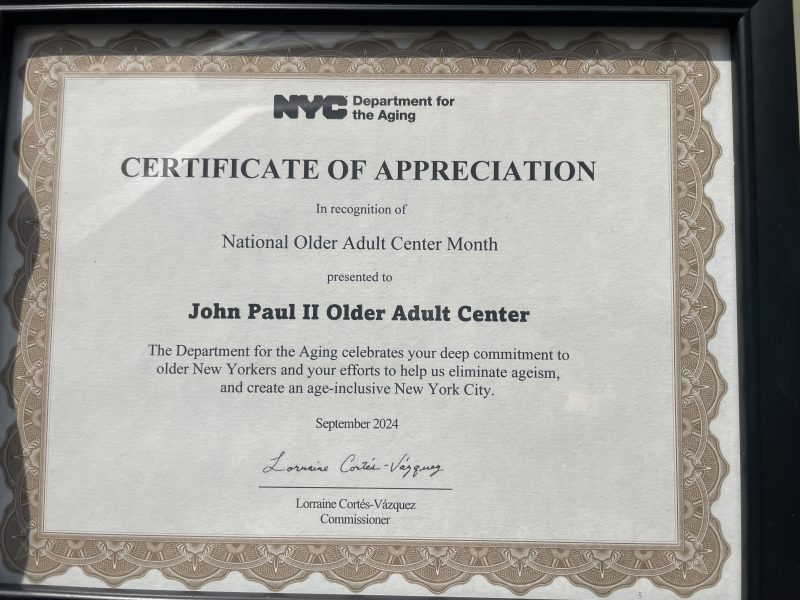 NYC Department for
the Aging
CERTIFICATE OF APPRECIATION
In recognition of
National Older Adult Center Month
presented to
John Paul II Older Adult Center
The Department for the Aging celebrates your deep commitment to
older New Yorkers and your efforts to help us eliminate ageism,
and create an age-inclusive New York City.
September 2024
Lorraine Cortés-Vázquez
Lorraine Cortés-Vázquez
Commissioner